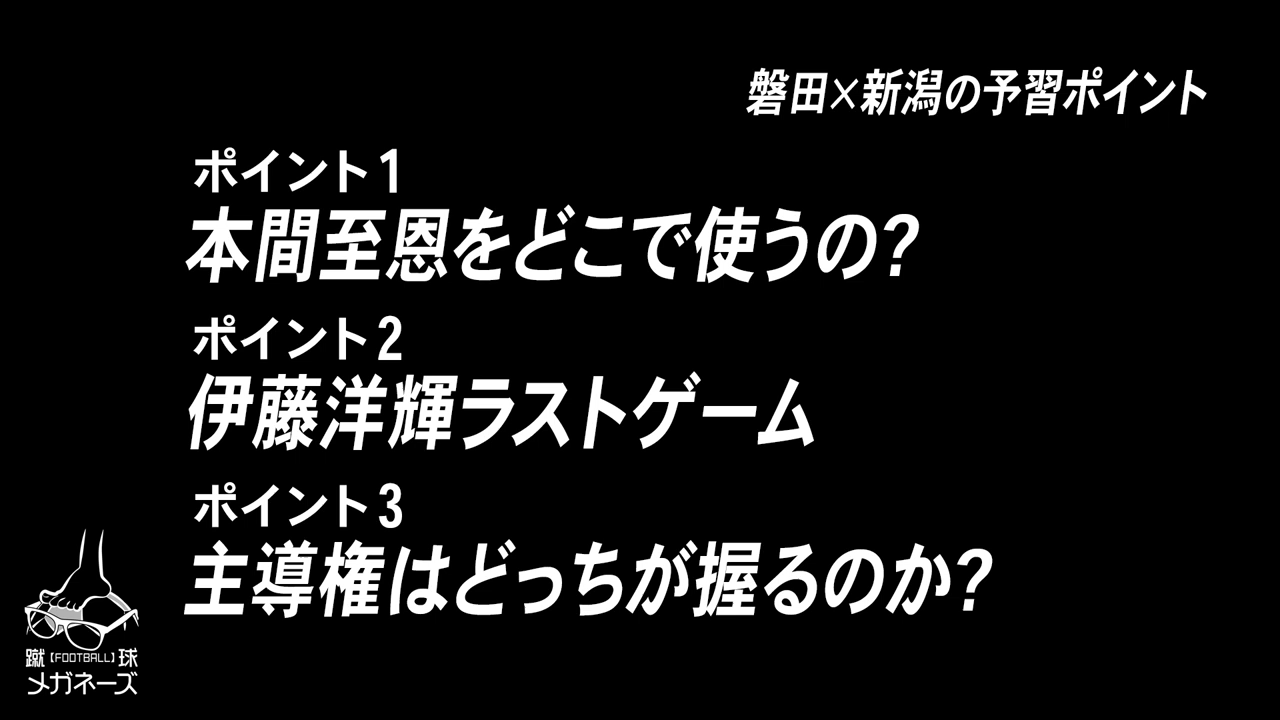 磐田×新潟の予習ポイント
ポイント1
本間至恩をどこで使うの?
ポイント2
伊藤洋輝ラストゲーム
ポイント3
主導権はどっちが握るのか?
蹴【FOOTBALL】球
メガネーズ